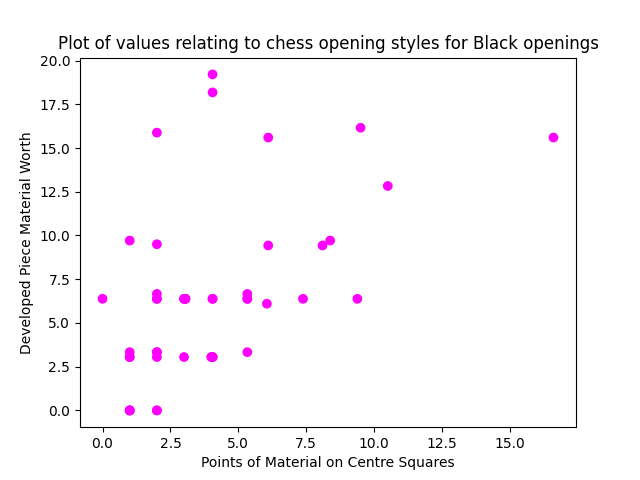 Plot of values relating to chess opening styles for Black openings
20.0
17.5
15.0
12.5
10.0
7.5
5.0
2.5
0.0
Developed Piece Material Worth
0.0 2.5 5.0 7.5 10.0 12.5 15.0
Points of Material on Centre Squares